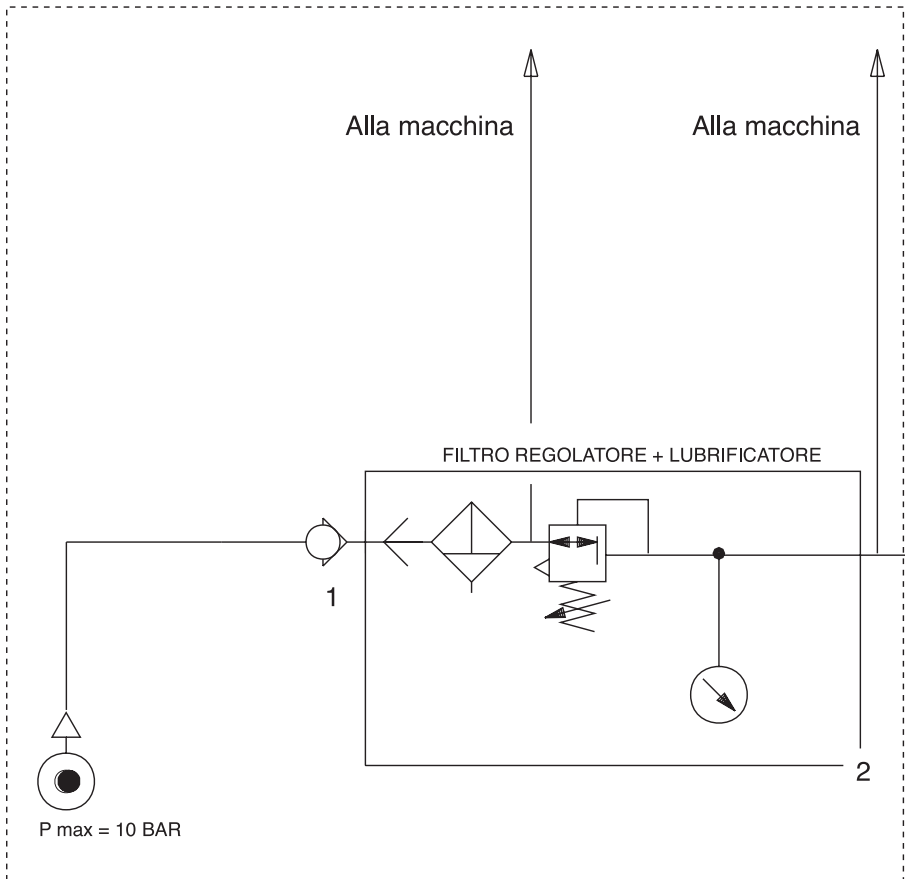 Alla macchina
Alla macchina
FILTRO REGOLATORE + LUBRIFICATORE
1
2
P max = 10 BAR